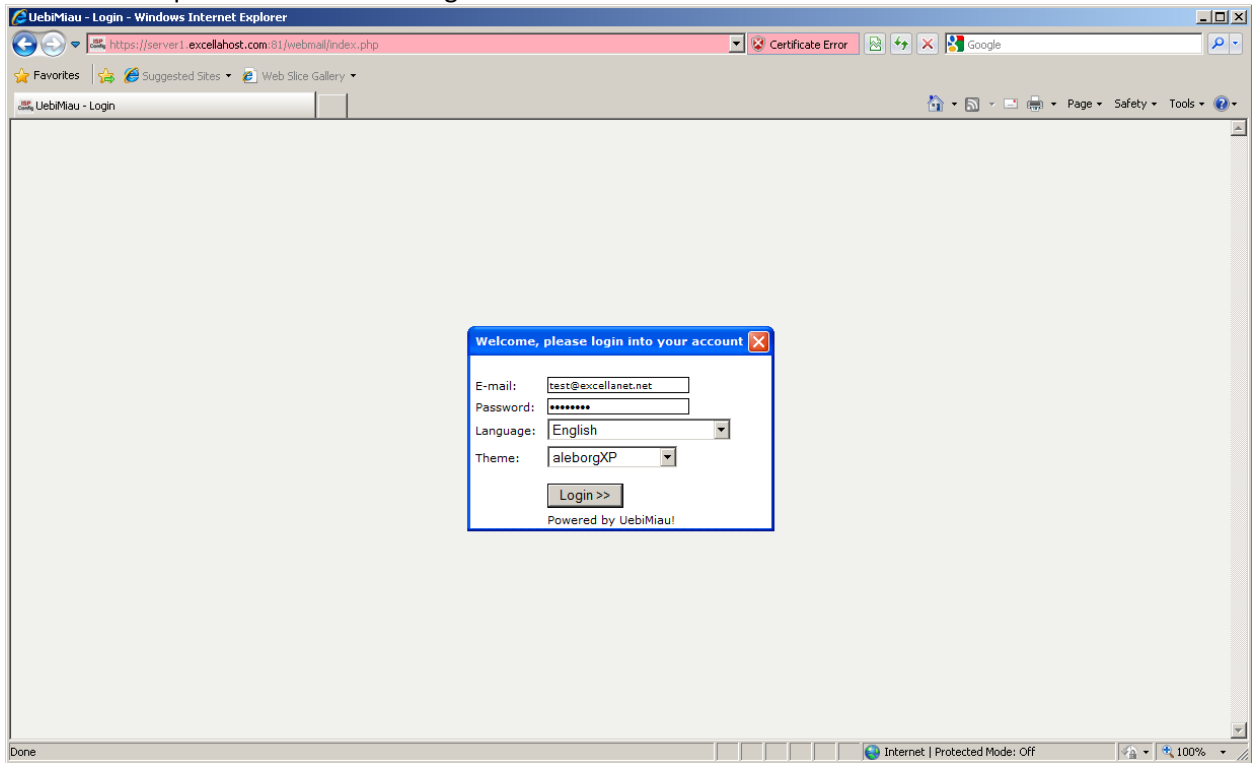 UebiMiau - Login - Windows Internet Explorer
https://server1.excellahost.com:81/webmail/index.php
Certificate Error
Google
Favorites
Suggested Sites
Web Slice Gallery
UebiMiau - Login
Page
Safety
Tools
Welcome, please login into your account
E-mail: test@excellanet.net
Password: ••••••••
Language: English
Theme: aleborgXP
Login >>
Powered by UebiMiau!
Done
Internet | Protected Mode: Off
100%